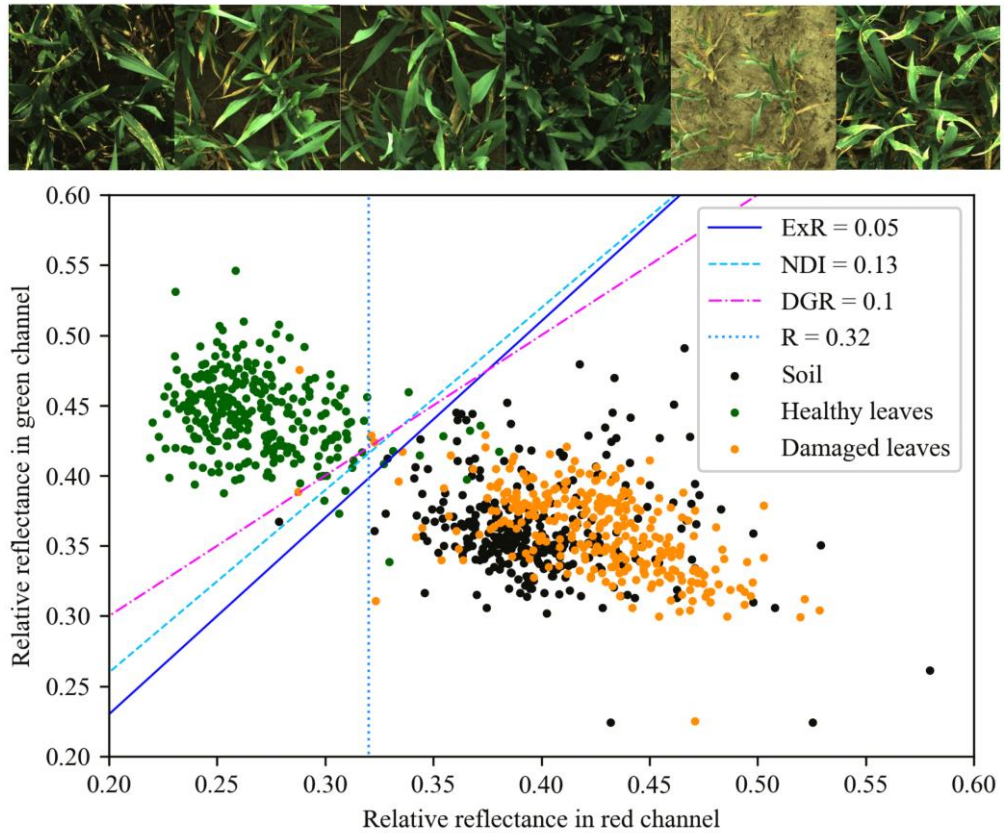 0.60
0.55
0.50
0.45
0.40
0.35
0.30
0.25
0.20
Relative reflectance in green channel
ExR = 0.05
NDI = 0.13
DGR = 0.1
R = 0.32
Soil
Healthy leaves
Damaged leaves
0.20 0.25 0.30 0.35 0.40 0.45 0.50 0.55 0.60
Relative reflectance in red channel